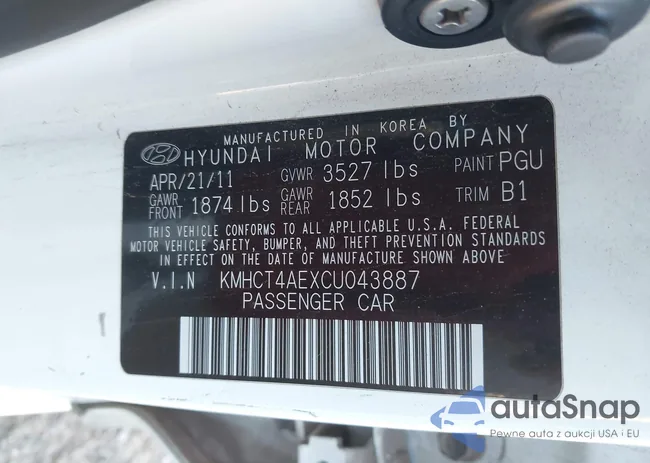 MANUFACTURED IN KOREA BY
HYUNDAI MOTOR COMPANY
APR/21/11 GVWR 3527 lbs PAINT PGU
GAWR FRONT 1874 lbs GAWR REAR 1852 lbs TRIM B1
THIS VEHICLE CONFORMS TO ALL APPLICABLE U.S.A. FEDERAL
MOTOR VEHICLE SAFETY, BUMPER, AND THEFT PREVENTION STANDARDS
IN EFFECT ON THE DATE OF MANUFACTURE SHOWN ABOVE
V.I.N KMHCT4AEXCU043887
PASSENGER CAR
autoSnap
Pewne auta z aukcji USA i EU